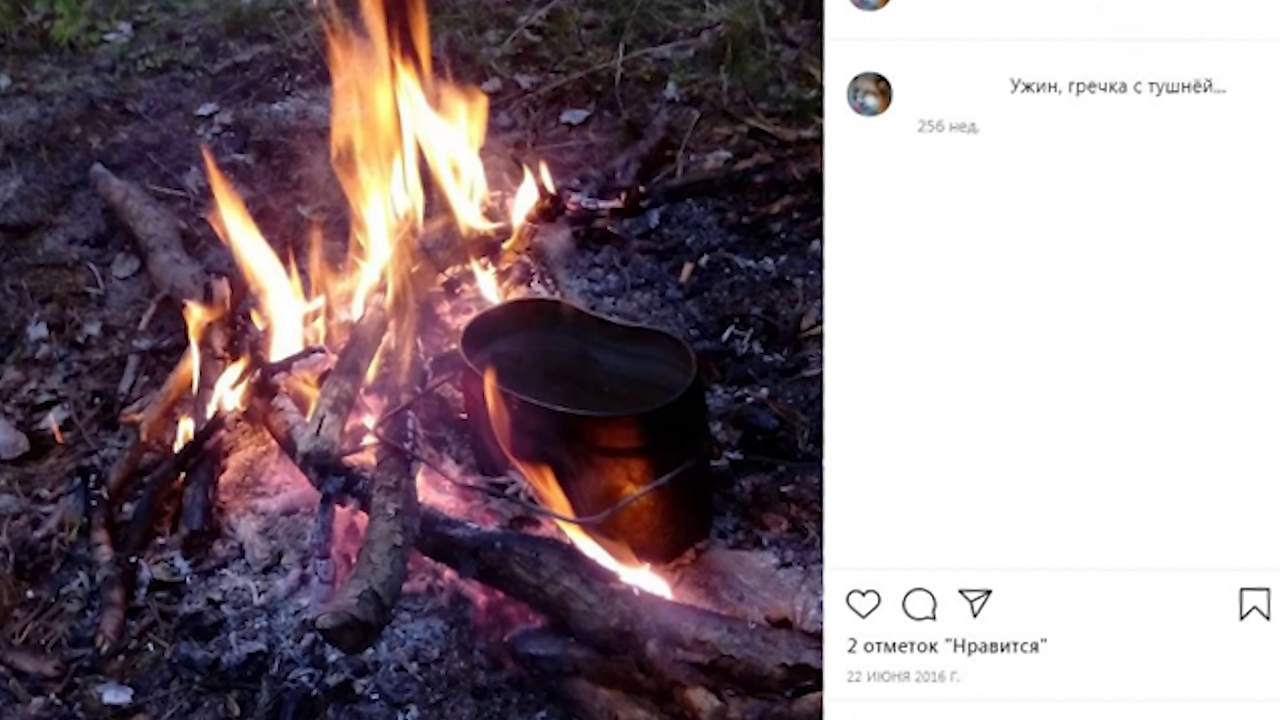 Ужин, гречка с тушнёй...
256 нед.
2 отметок "Нравится"
22 ИЮНЯ 2016 Г.